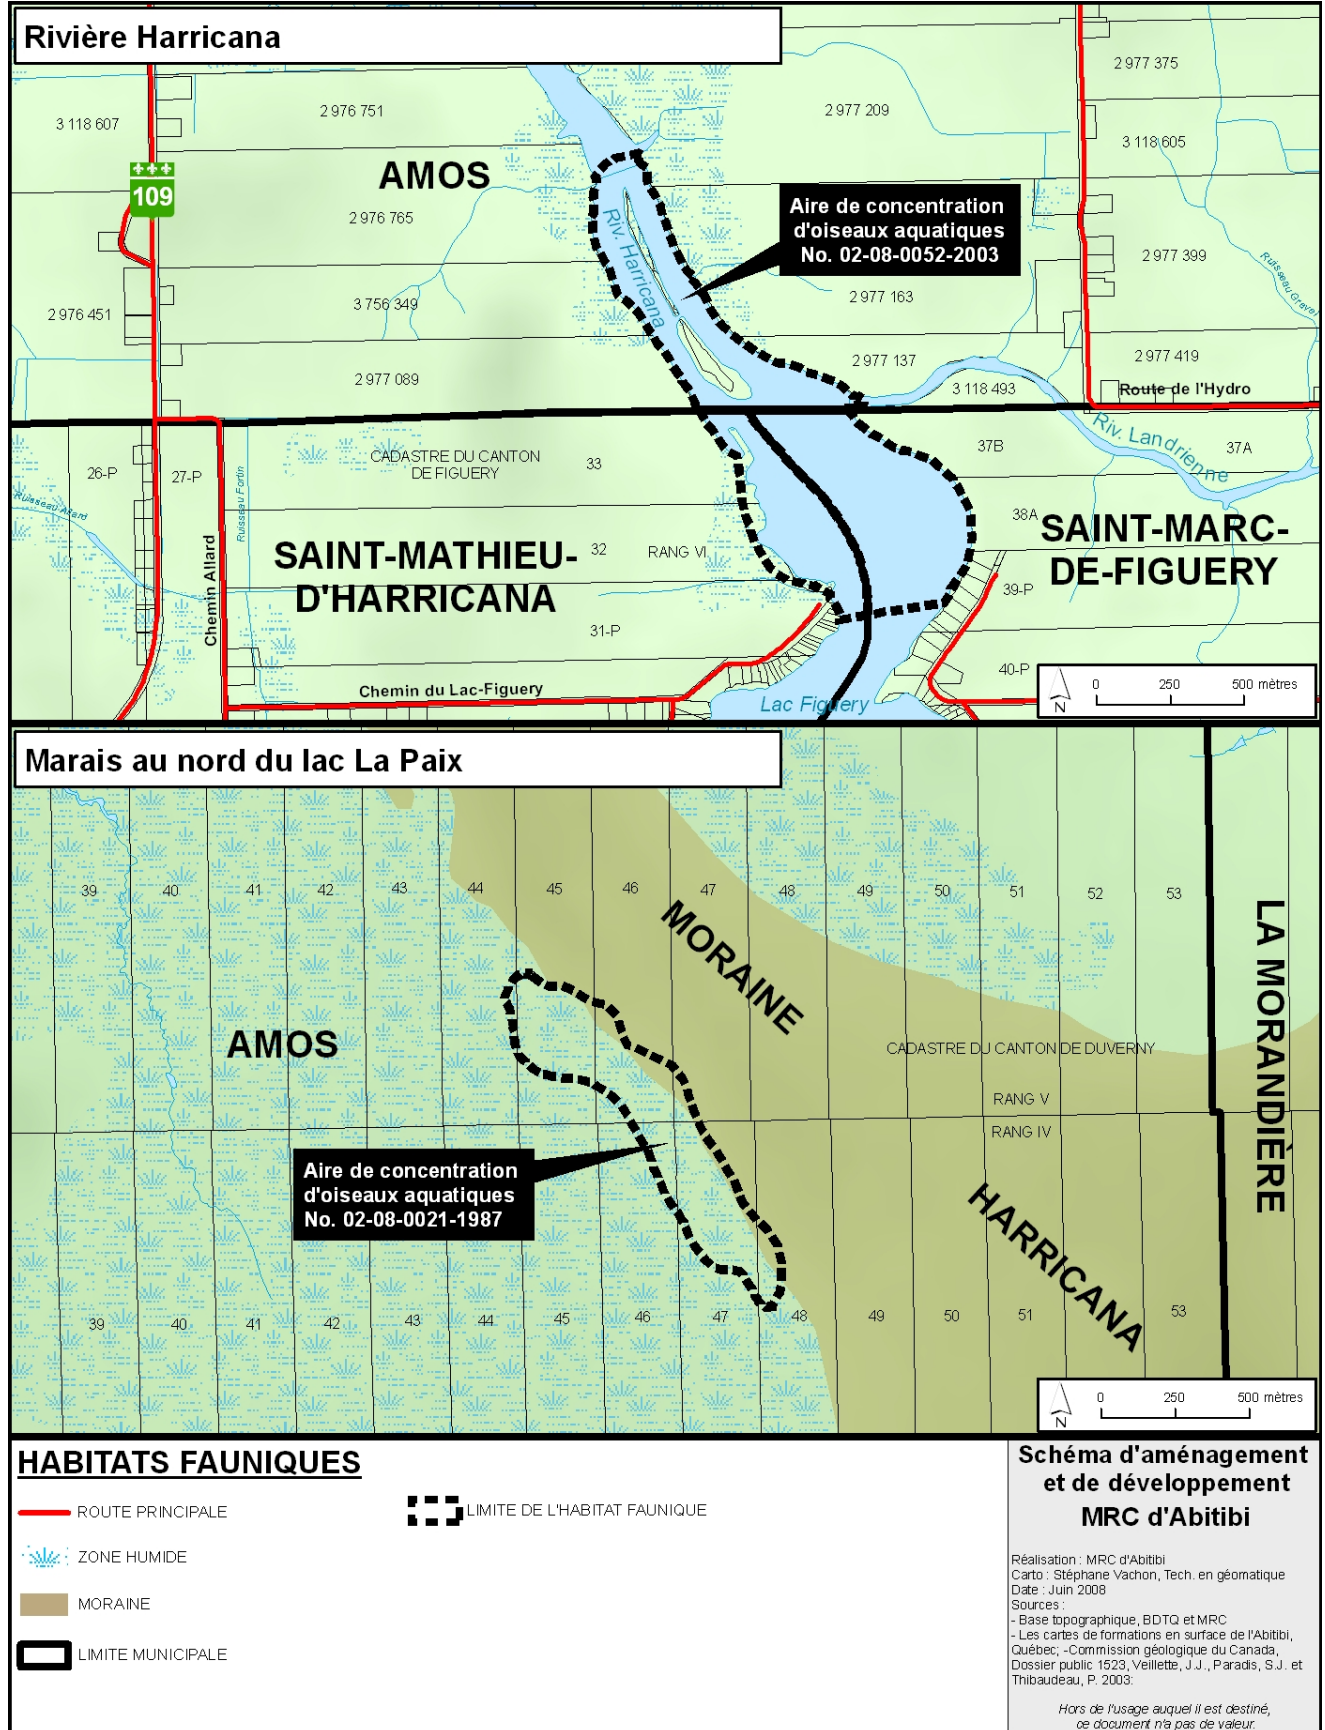 Rivière Harricana
2 977 375
2 976 751
2 977 209
3 118 607
3 118 605
AMOS
109
Aire de concentration
d'oiseaux aquatiques
No. 02-08-0052-2003
2 976 765
Riv. Harricana
2 977 399
Ruisseau Gravel
2 976 451
3 756 349
2 977 163
2 977 089
2 977 137
2 977 419
3 118 493
Route de l'Hydro
Riv. Landrienne
26-P
27-P
Ruisseau Fortin
CADASTRE DU CANTON
DE FIGUERY
33
37B
37A
Ruisseau Allard
38A
SAINT-MARC-
DE-FIGUERY
Chemin Allard
SAINT-MATHIEU-
D'HARRICANA
32
RANG VI
39-P
31-P
40-P
Chemin du Lac-Figuery
Lac Figuery
N
0 250 500 mètres
Marais au nord du lac La Paix
39 40 41 42 43 44 45 46 47 48 49 50 51 52 53
MORAINE
LA MORANDIÈRE
AMOS
CADASTRE DU CANTON DE DUVERNY
RANG V
RANG IV
Aire de concentration
d'oiseaux aquatiques
No. 02-08-0021-1987
HARRICANA
39 40 41 42 43 44 45 46 47 48 49 50 51 53
N
0 250 500 mètres
HABITATS FAUNIQUES
ROUTE PRINCIPALE
LIMITE DE L'HABITAT FAUNIQUE
ZONE HUMIDE
MORAINE
LIMITE MUNICIPALE
Schéma d'aménagement
et de développement
MRC d'Abitibi
Réalisation : MRC d'Abitibi
Carto : Stéphane Vachon, Tech. en géomatique
Date : Juin 2008
Sources :
- Base topographique, BDTQ et MRC
- Les cartes de formations en surface de l'Abitibi,
Québec; -Commission géologique du Canada,
Dossier public 1523, Veillette, J.J., Paradis, S.J. et
Thibaudeau, P. 2003:
Hors de l'usage auquel il est destiné,
ce document n'a pas de valeur.